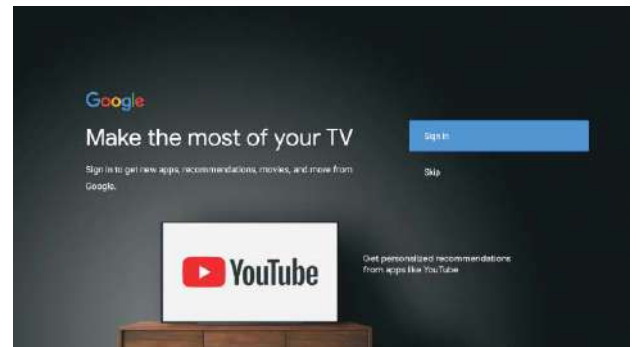 Google
Make the most of your TV
Sign in to get new apps, recommendations, movies, and more from
Google.
Sign in
Skip
YouTube
Get personalized recommendations
from apps like YouTube